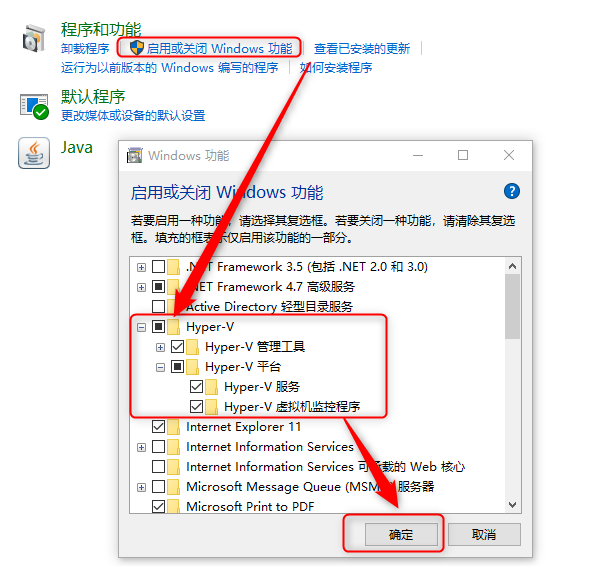 程序和功能
卸载程序 启用或关闭 Windows 功能 查看已安装的更新
运行为以前版本的 Windows 编写的程序 如何安装程序
默认程序
更改媒体或设备的默认设置
Java
Windows 功能
启用或关闭 Windows 功能
若要启用一种功能，请选择其复选框。若要关闭一种功能，请清除其复选
框。填充的框表示仅启用该功能的一部分。
.NET Framework 3.5 (包括 .NET 2.0 和 3.0)
.NET Framework 4.7 高级服务
Active Directory 轻型目录服务
Hyper-V
Hyper-V 管理工具
Hyper-V 平台
Hyper-V 服务
Hyper-V 虚拟机监控程序
Internet Explorer 11
Internet Information Services
Internet Information Services 可承载的 Web 核心
Microsoft Message Queue (MSMQ) 服务器
Microsoft Print to PDF
确定 取消